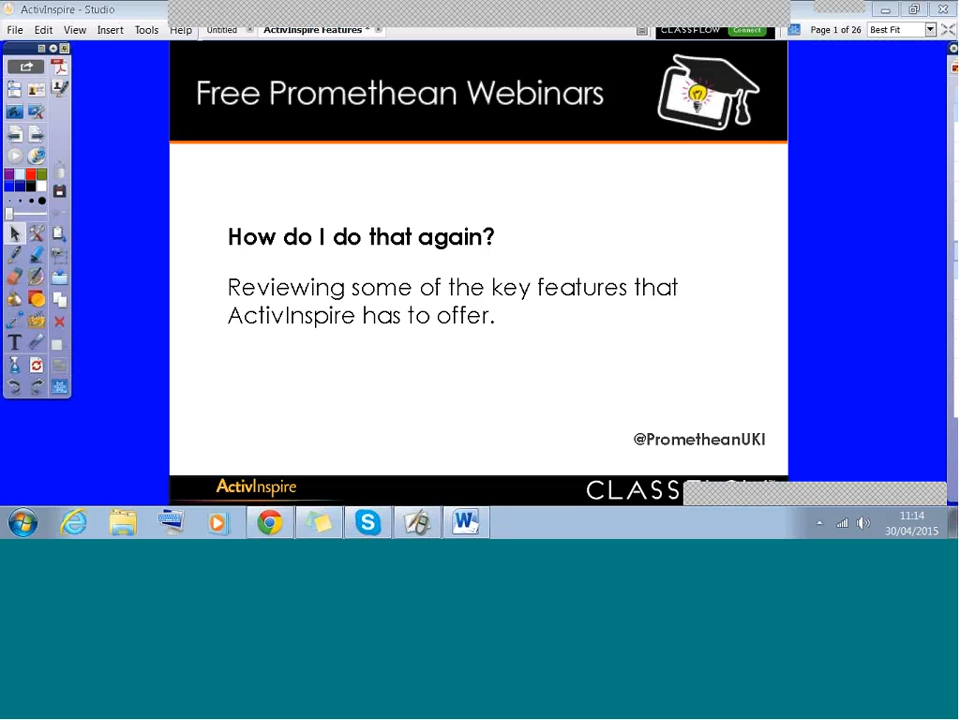 ActivInspire - Studio
File Edit View Insert Tools Help Untitled ActivInspire Features * CLASSFLOW Connect Page 1 of 26 Best Fit
Free Promethean Webinars
How do I do that again?
Reviewing some of the key features that
ActivInspire has to offer.
@PrometheanUKI
ActivInspire
T
W
11:14
30/04/2015